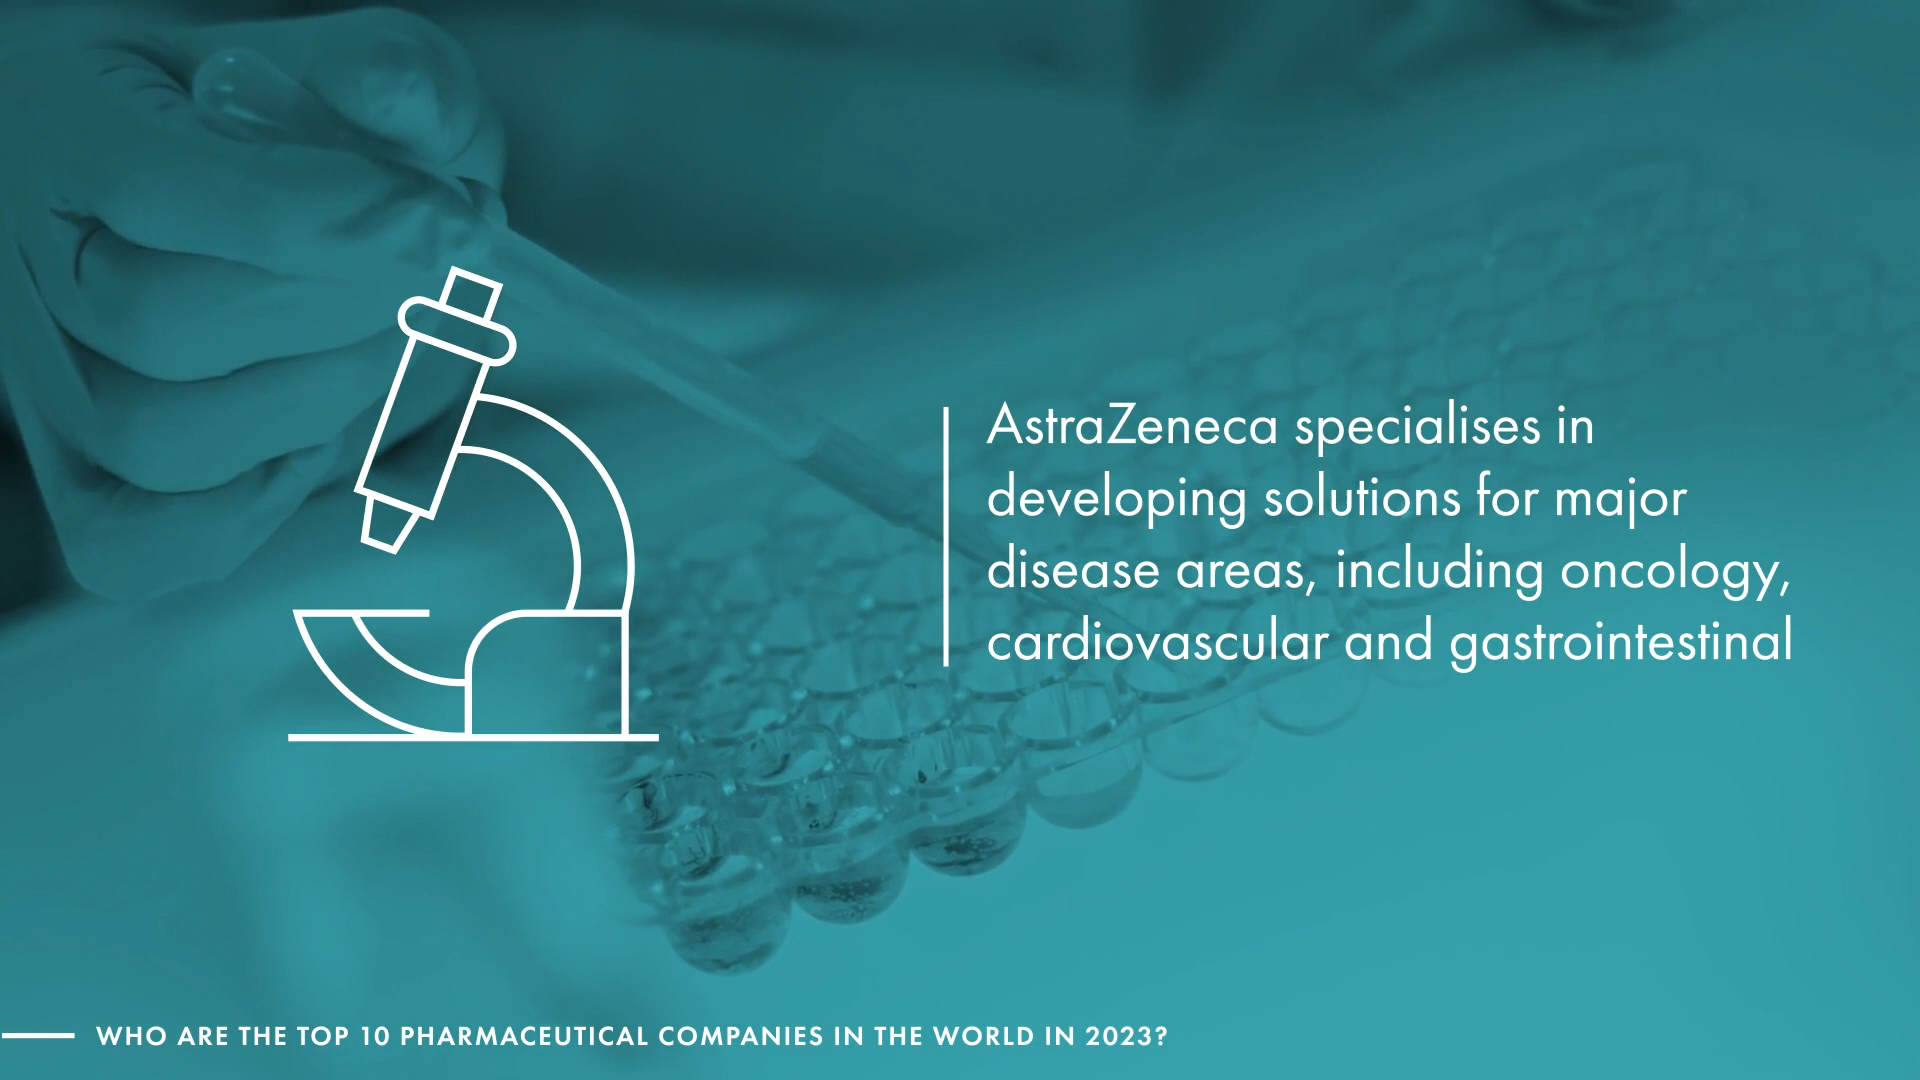 AstraZeneca specialises in
developing solutions for major
disease areas, including oncology,
cardiovascular and gastrointestinal
WHO ARE THE TOP 10 PHARMACEUTICAL COMPANIES IN THE WORLD IN 2023?